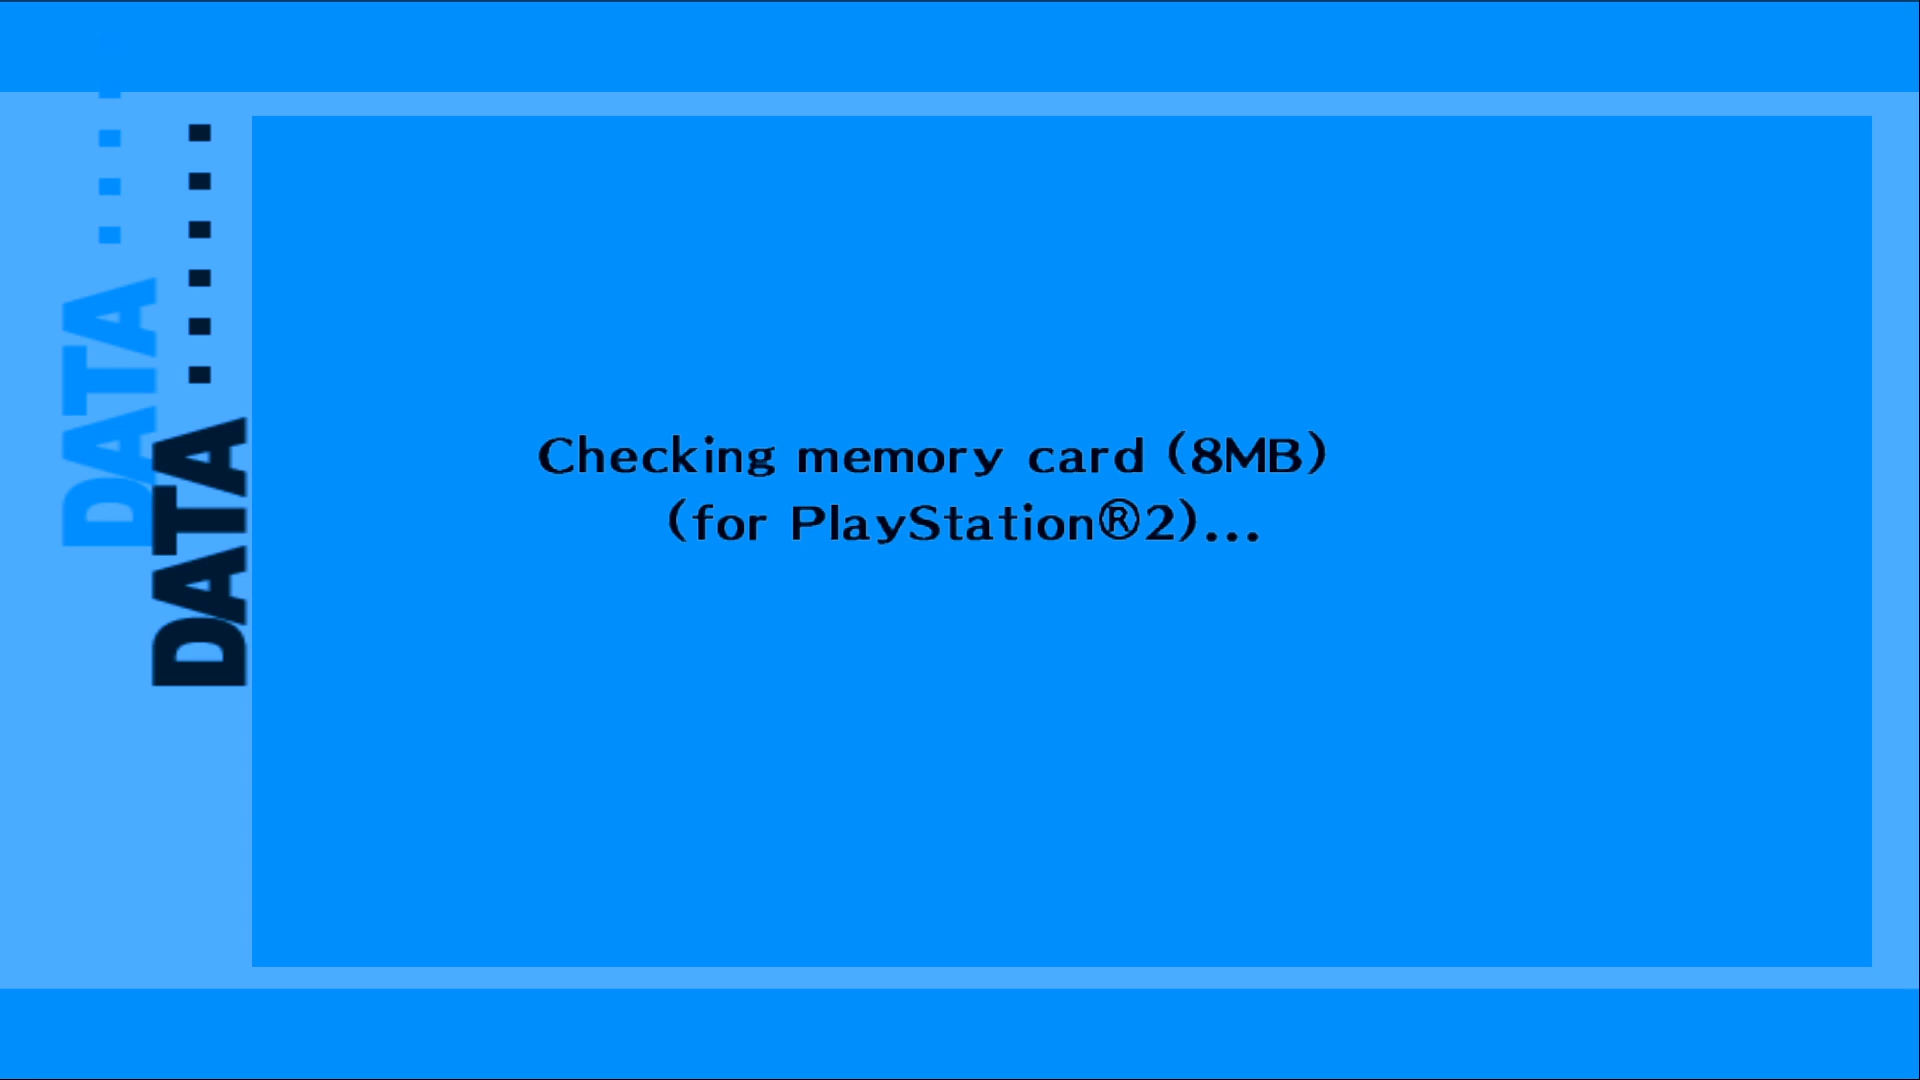 DATA ......
DATA ....
Checking memory card (8MB)
(for PlayStation®2)...